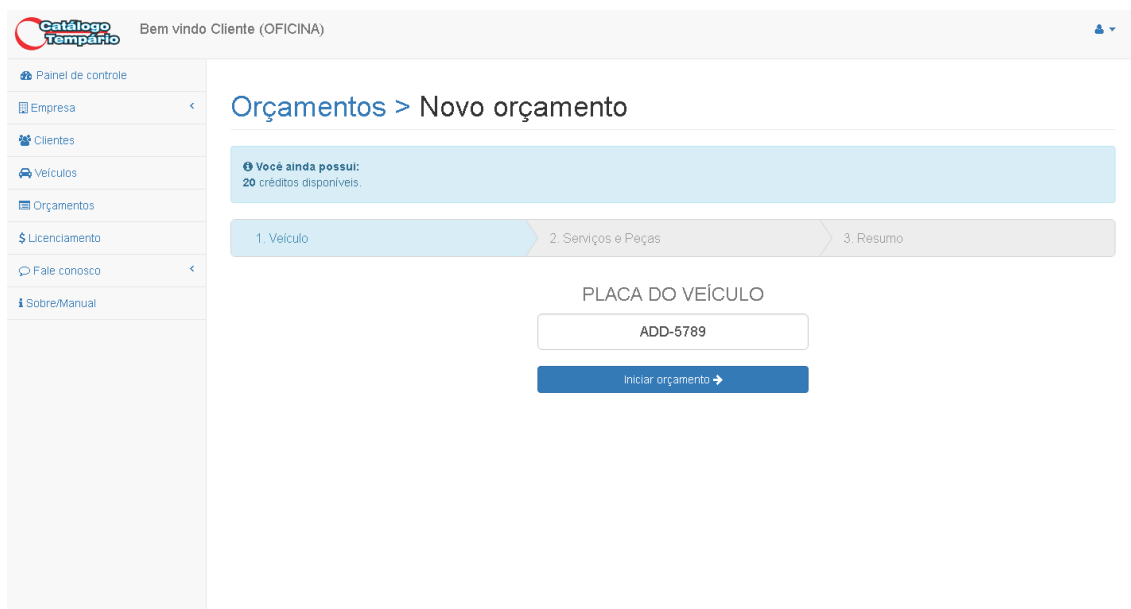 Catálogo
Tempário
Bem vindo Cliente (OFICINA)
Painel de controle
Empresa
Clientes
Veículos
Orçamentos
Licenciamento
Fale conosco
Sobre/Manual
Orçamentos > Novo orçamento
Você ainda possui:
20 créditos disponíveis.
1. Veículo
2. Serviços e Peças
3. Resumo
PLACA DO VEÍCULO
ADD-5789
Iniciar orçamento